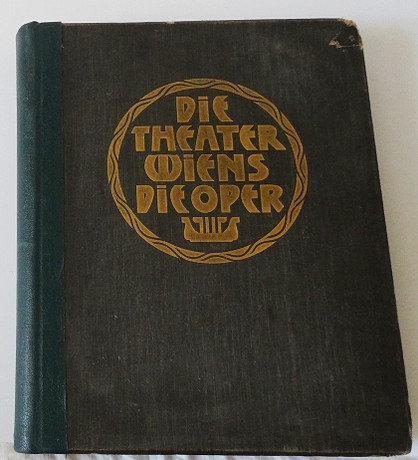 DIE
THEATER
WIENS
DIE OPER